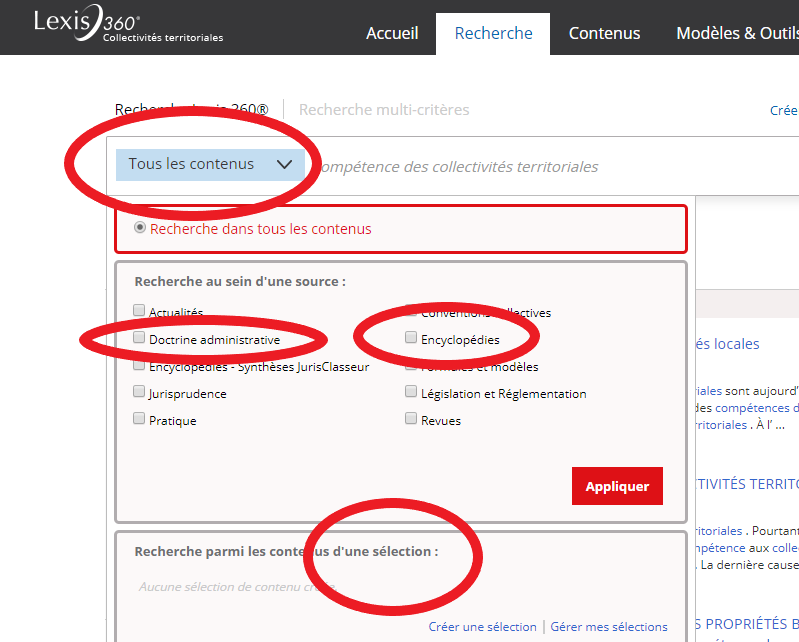 Lexis 360®
Collectivités territoriales
Accueil Recherche Contenus Modèles & Outils
Recherche Lexis 360® Recherche multi-critères Crée
Tous les contenus ompétence des collectivités territoriales
Recherche dans tous les contenus
Recherche au sein d'une source :
Actualités Conventions collectives
Doctrine administrative Encyclopédies
és locales
Encyclopédies - Synthèses JurisClasseur Formules et modèles
Jurisprudence Législation et Réglementation
riales sont aujourd'
des compétences d
Pratique Revues
rritoriales . À l' ...
Appliquer
TIVITÉS TERRITO
ritoriales . Pourtant
Recherche parmi les contenus d'une sélection :
mpétence aux collec
. La dernière cause
Aucune sélection de contenu créée
Créer une sélection | Gérer mes sélections
S PROPRIÉTÉS B